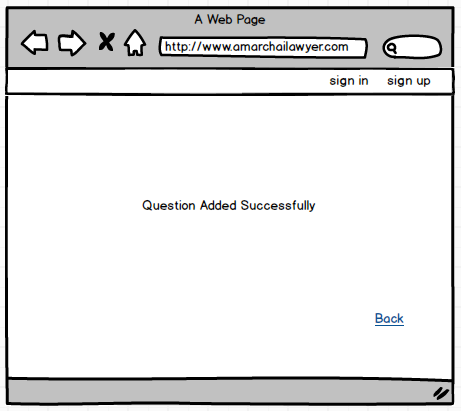 A Web Page
http://www.amarchailawyer.com
sign in sign up
Question Added Successfully
Back